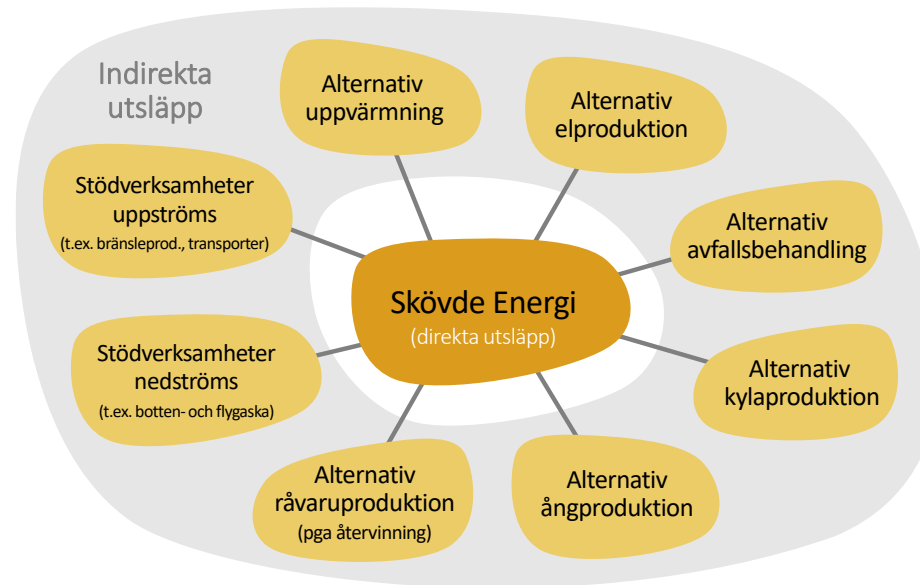 Indirekta
utsläpp
Alternativ
uppvärmning
Alternativ
elproduktion
Stödverksamheter
uppströms
(t.ex. bränsleprod., transporter)
Alternativ
avfallsbehandling
Skövde Energi
(direkta utsläpp)
Stödverksamheter
nedströms
(t.ex. botten- och flygaska)
Alternativ
kylaproduktion
Alternativ
råvaruproduktion
(pga återvinning)
Alternativ
ångproduktion